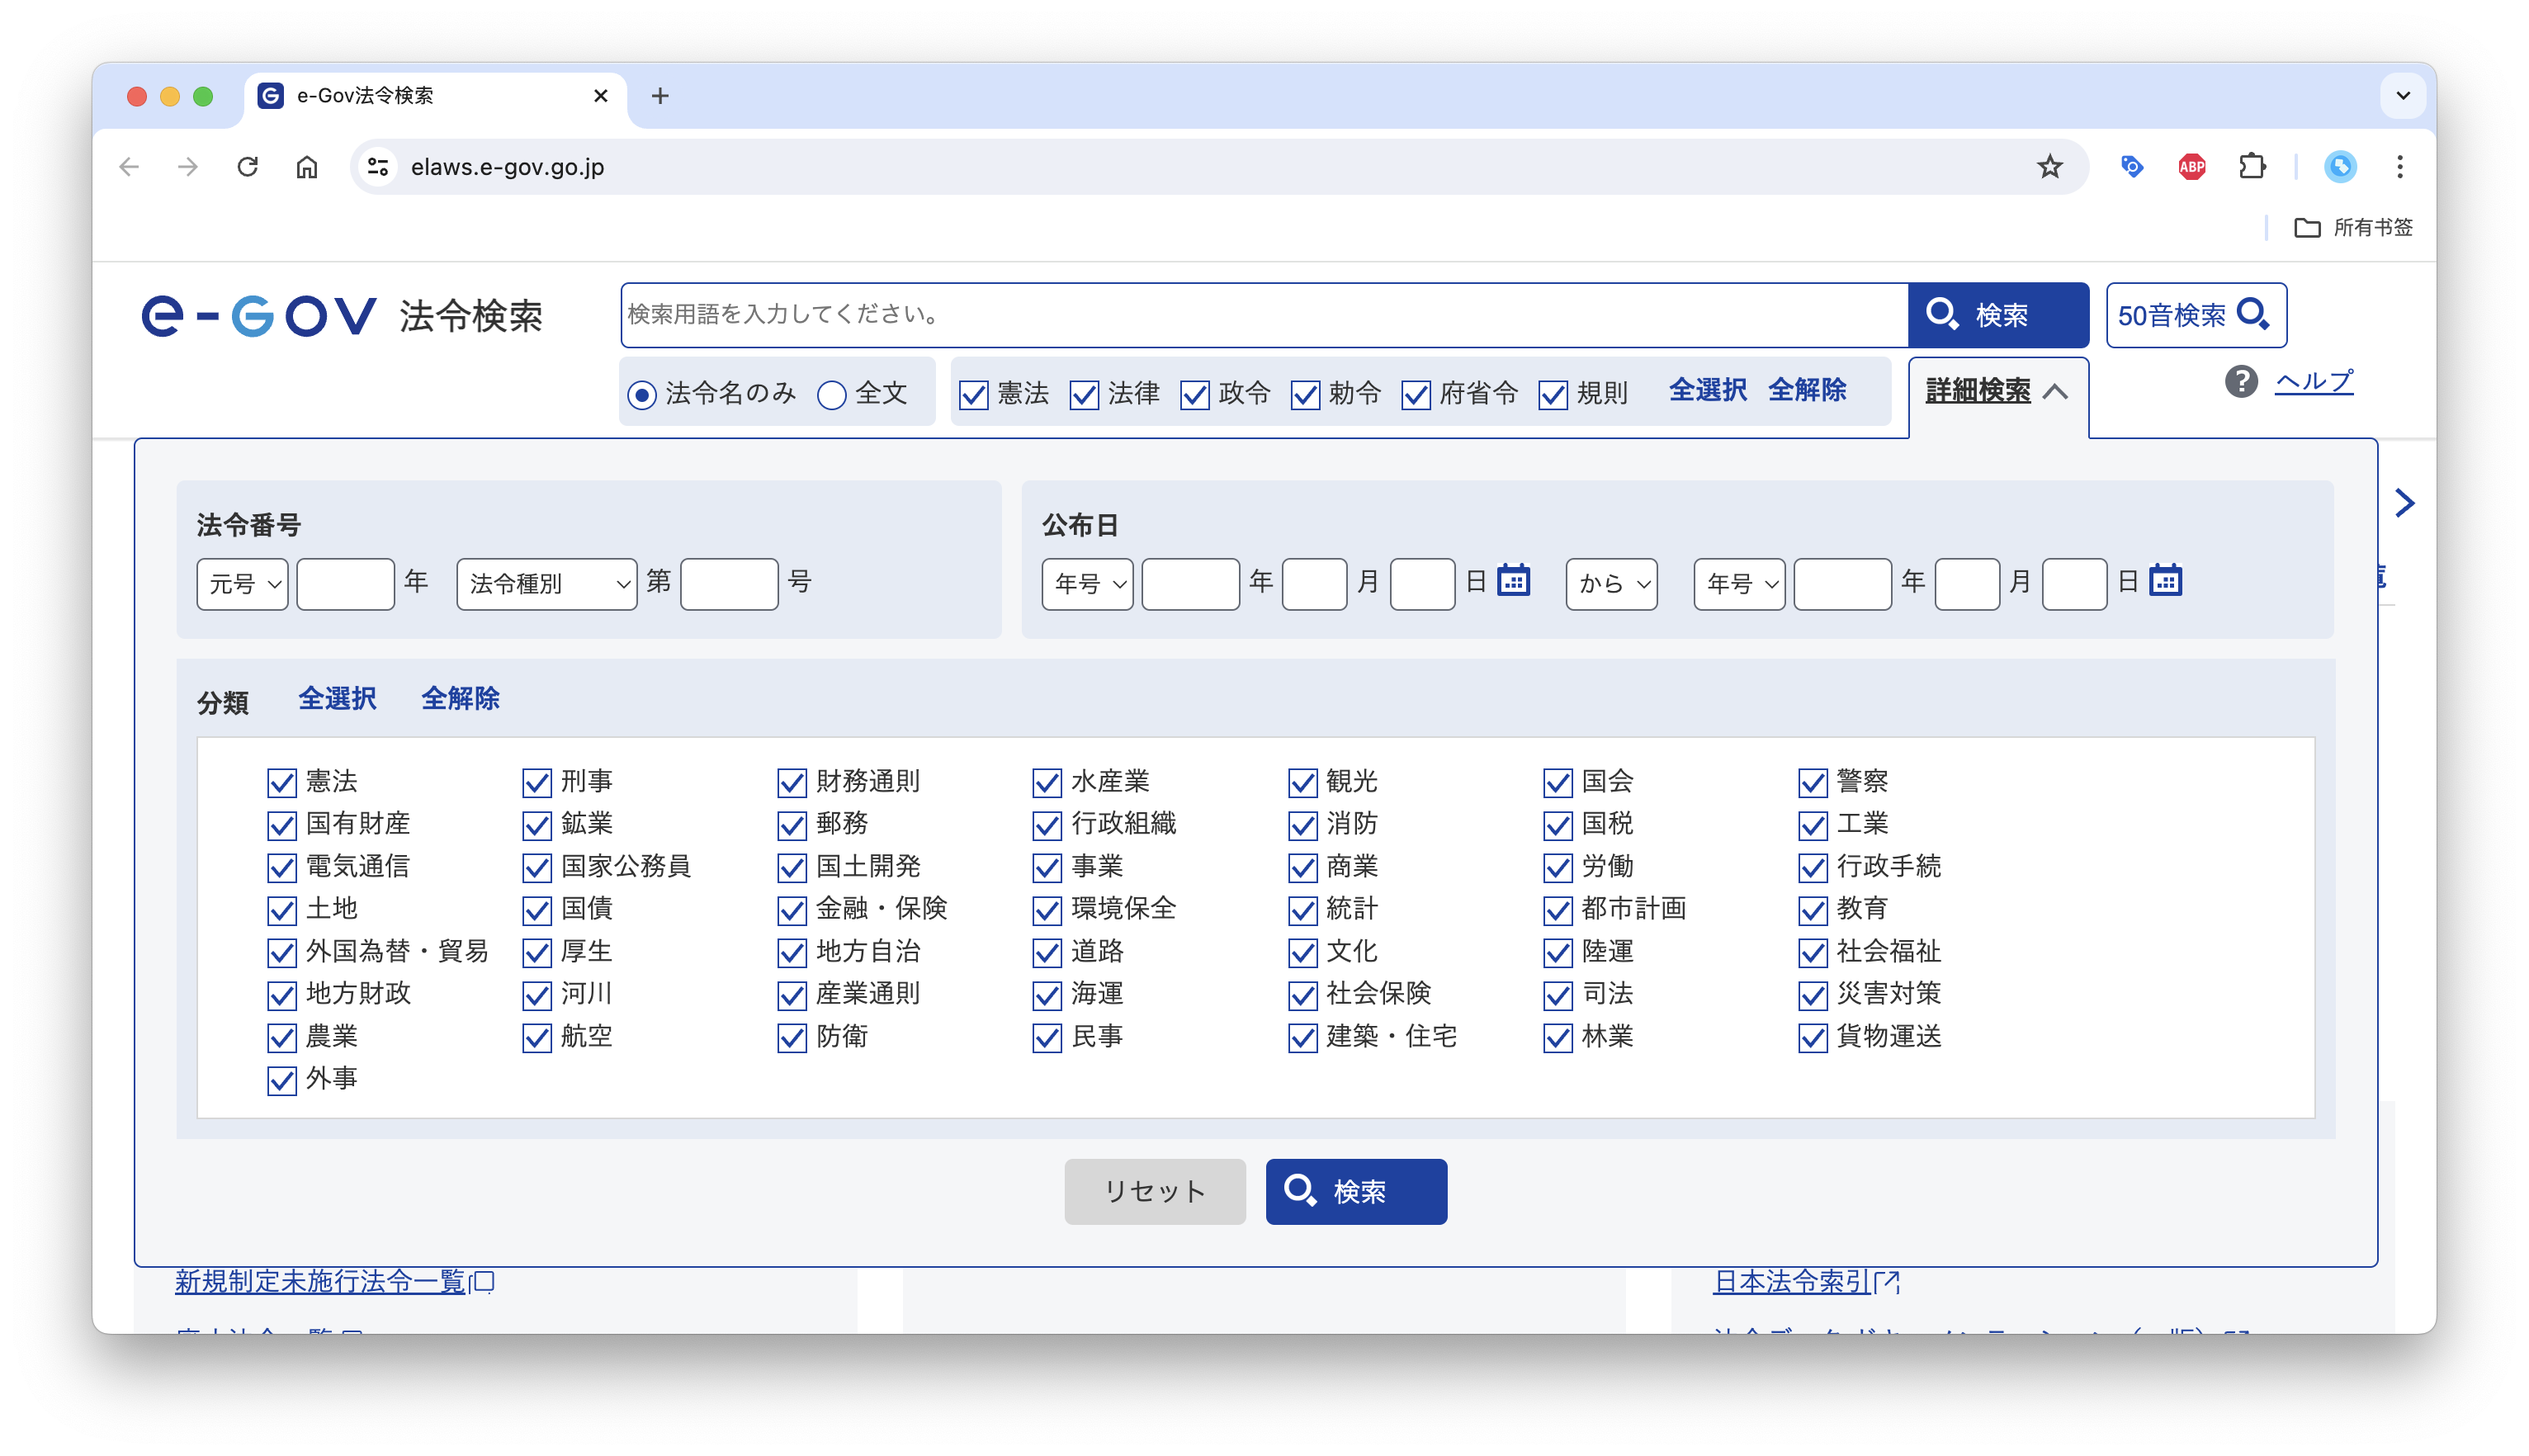 e-Gov法令検索
elaws.e-gov.go.jp
ABP
所有书签
e-GOV 法令検索
検索用語を入力してください。
検索
50音検索
法令名のみ 全文 憲法 法律 政令 勅令 府省令 規則 全選択 全解除 詳細検索 ヘルプ
法令番号
元号 年 法令種別 第 号
公布日
年号 年 月 日 から 年号 年 月 日
分類 全選択 全解除
憲法 刑事 財務通則 水産業 観光 国会 警察
国有財産 鉱業 郵務 行政組織 消防 国税 工業
電気通信 国家公務員 国土開発 事業 商業 労働 行政手続
土地 国債 金融・保険 環境保全 統計 都市計画 教育
外国為替・貿易 厚生 地方自治 道路 文化 陸運 社会福祉
地方財政 河川 産業通則 海運 社会保険 司法 災害対策
農業 航空 防衛 民事 建築・住宅 林業 貨物運送
外事
リセット 検索
新規制定未施行法令一覧 日本法令索引